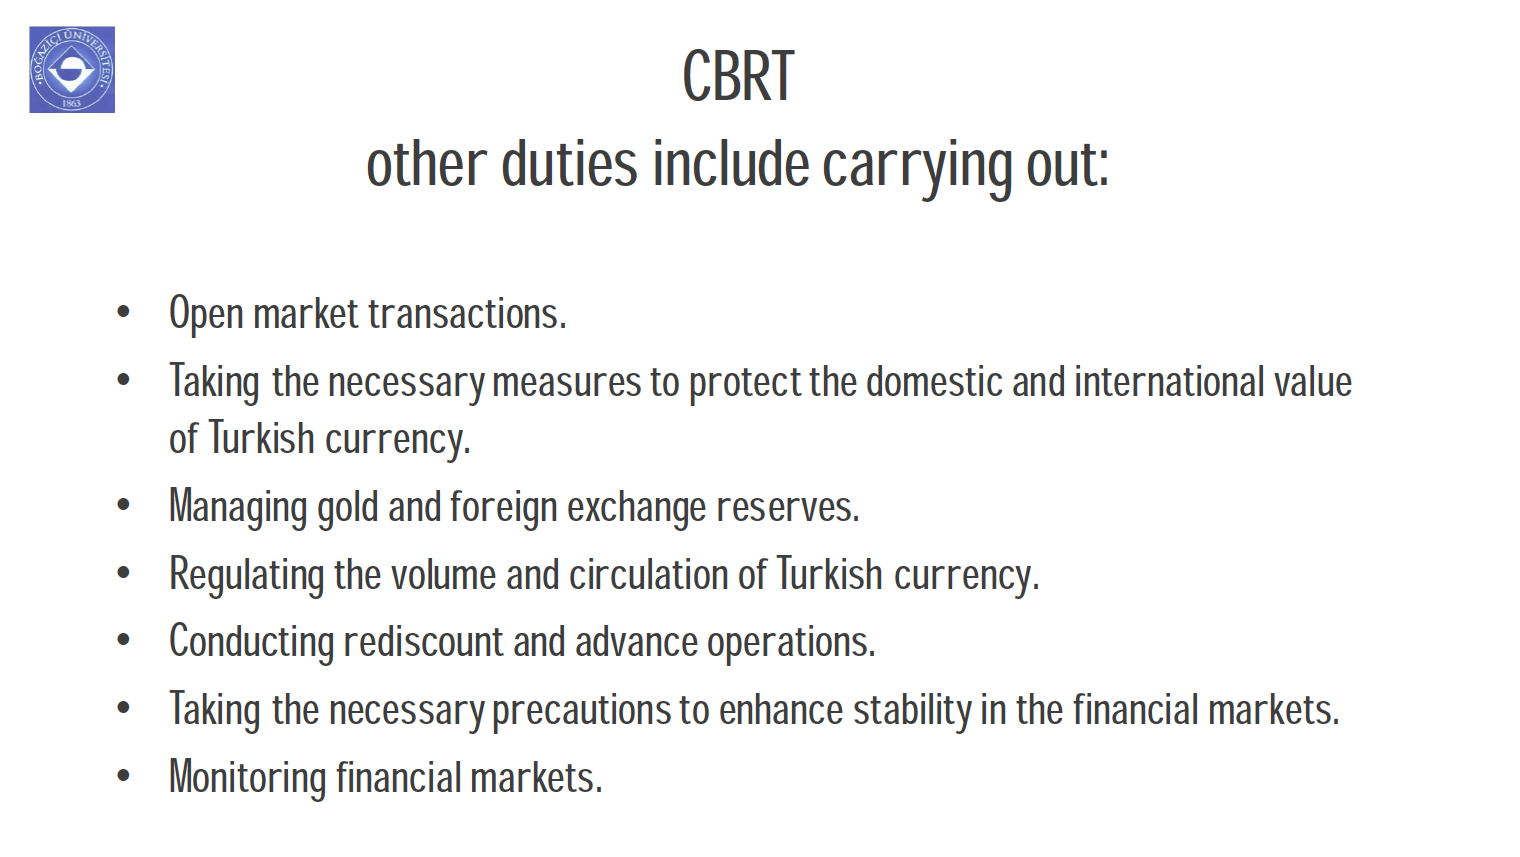 BOĞAZİÇİ ÜNİVERSİTESİ
1863
CBRT
other duties include carrying out:
• Open market transactions.
• Taking the necessary measures to protect the domestic and international value
of Turkish currency.
• Managing gold and foreign exchange reserves.
• Regulating the volume and circulation of Turkish currency.
• Conducting rediscount and advance operations.
• Taking the necessary precautions to enhance stability in the financial markets.
• Monitoring financial markets.